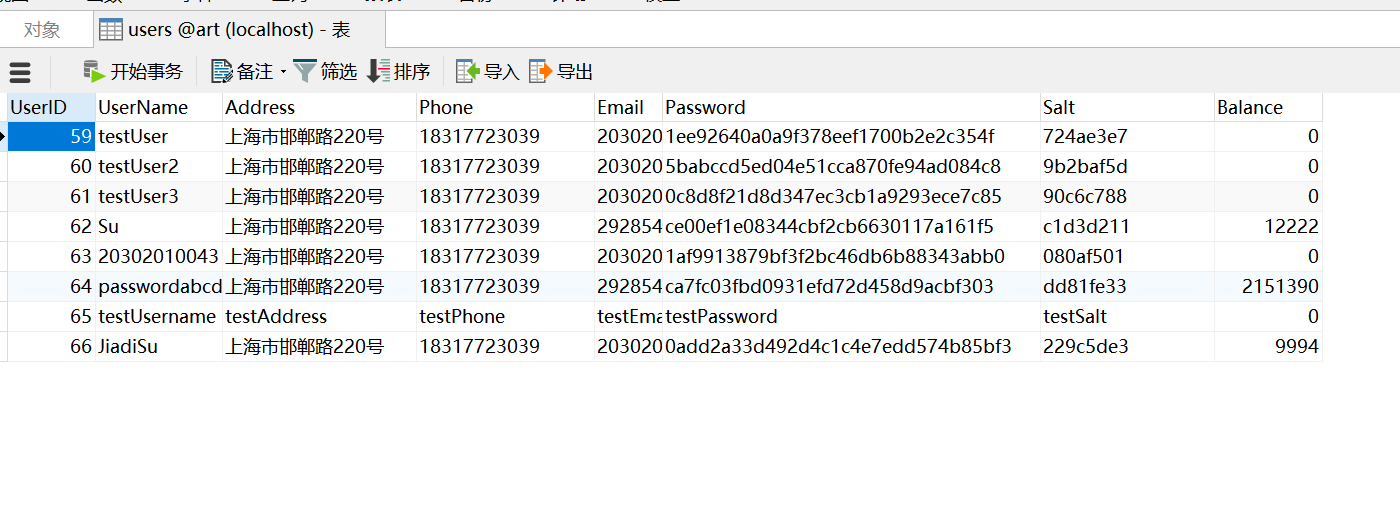 对象 users @art (localhost) - 表
开始事务 备注 筛选 排序 导入 导出
UserID UserName Address Phone Email Password Salt Balance
59 testUser 上海市邯郸路220号 18317723039 203020 1ee92640a0a9f378eef1700b2e2c354f 724ae3e7 0
60 testUser2 上海市邯郸路220号 18317723039 203020 5babccd5ed04e51cca870fe94ad084c8 9b2baf5d 0
61 testUser3 上海市邯郸路220号 18317723039 203020 0c8d8f21d8d347ec3cb1a9293ece7c85 90c6c788 0
62 Su 上海市邯郸路220号 18317723039 292854 ce00ef1e08344cbf2cb6630117a161f5 c1d3d211 12222
63 20302010043 上海市邯郸路220号 18317723039 203020 1af9913879bf3f2bc46db6b88343abb0 080af501 0
64 passwordabcd 上海市邯郸路220号 18317723039 292854 ca7fc03fbd0931efd72d458d9acbf303 dd81fe33 2151390
65 testUsername testAddress testPhone testEma testPassword testSalt 0
66 JiadiSu 上海市邯郸路220号 18317723039 203020 0add2a33d492d4c1c4e7edd574b85bf3 229c5de3 9994